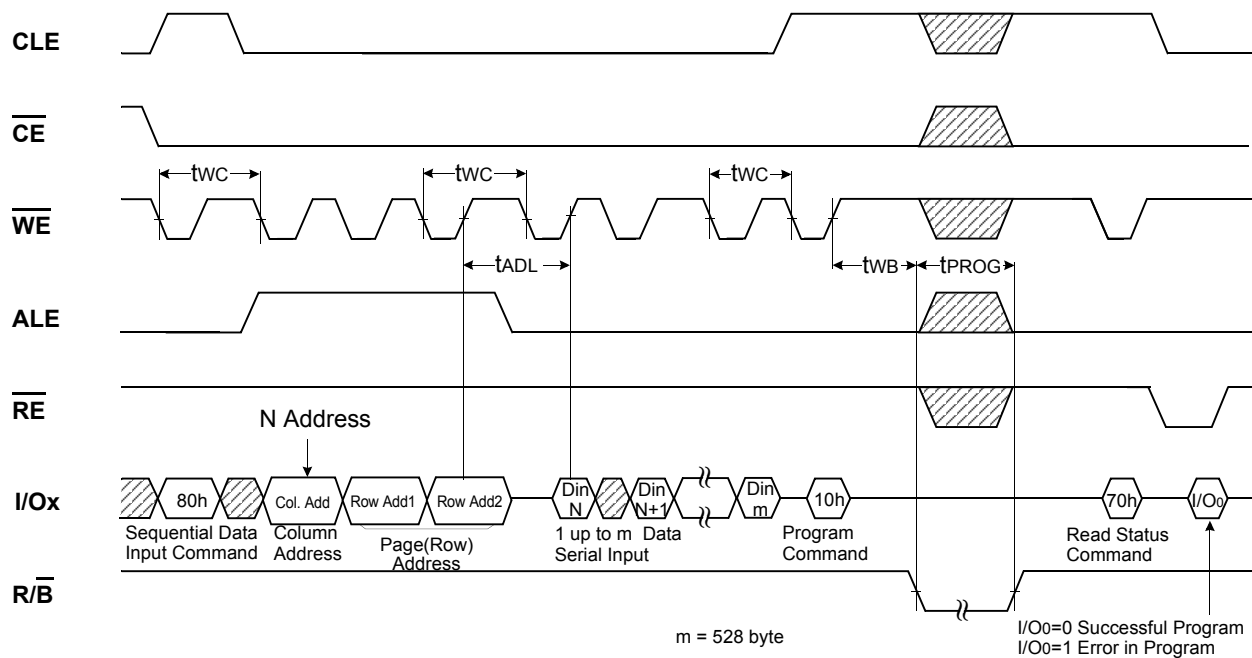 CLE
CE
tWC
tWC
tWC
WE
tADL
tWB
tPROG
ALE
RE
N Address
I/Ox
80h
Col. Add
Row Add1
Row Add2
Din
N
Din
N+1
Din
m
10h
70h
I/O0
Sequential Data
Input Command
Column
Address
Page(Row)
Address
1 up to m Data
Serial Input
Program
Command
Read Status
Command
R/B
m = 528 byte
I/O0=0 Successful Program
I/O0=1 Error in Program